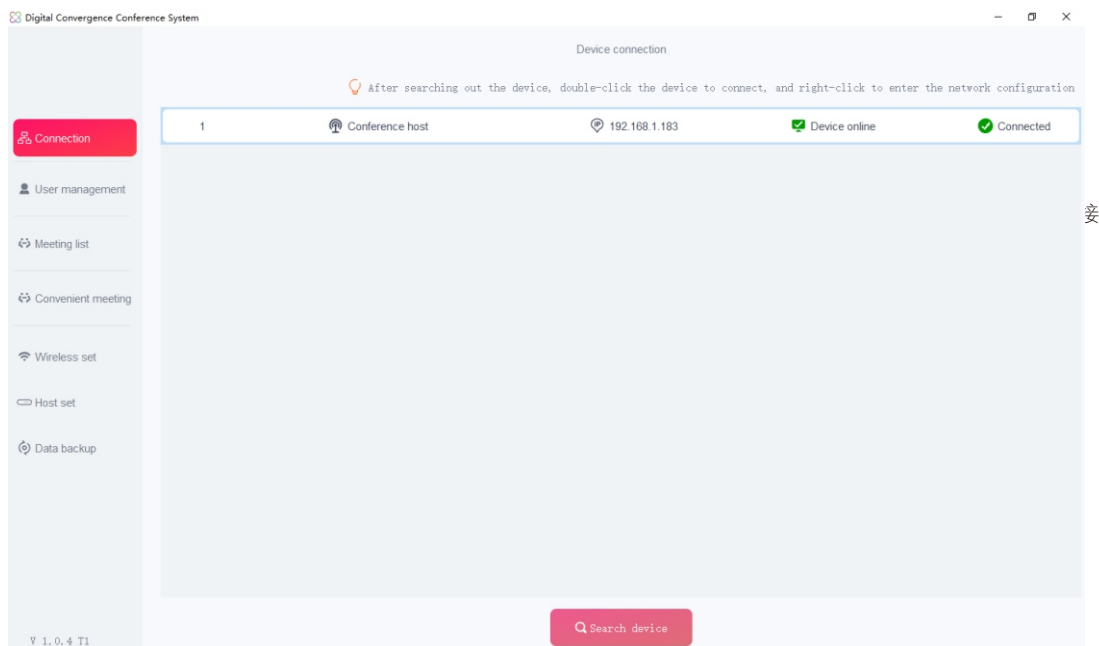 Digital Convergence Conference System
Device connection
After searching out the device, double-click the device to connect, and right-click to enter the network configuration
1 Conference host 192.168.1.183 Device online Connected
Connection
User management
接
Meeting list
Convenient meeting
Wireless set
Host set
Data backup
Search device
V 1.0.4 T1